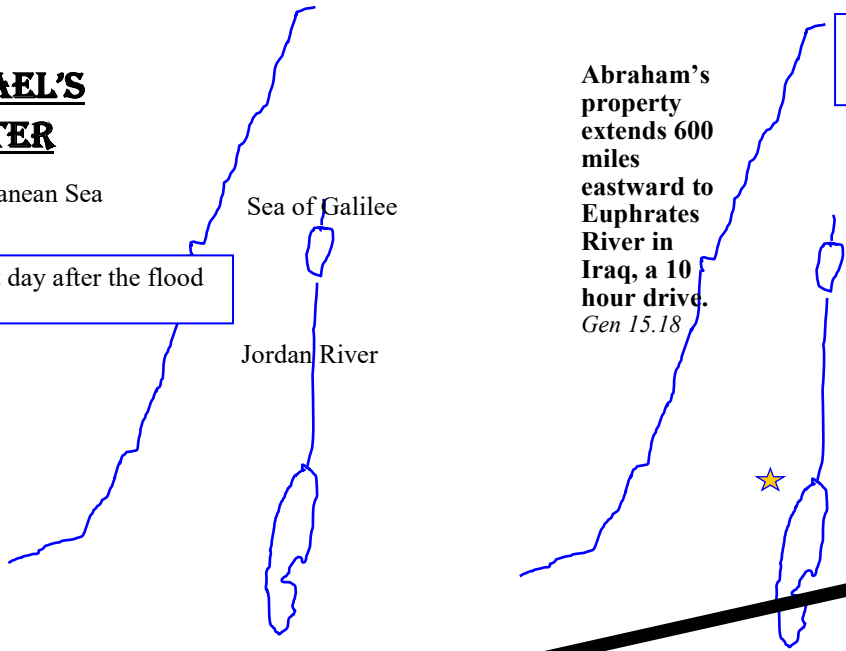 AEL'S
TER
anean Sea
Sea of Galilee
day after the flood
Jordan River
Abraham’s
property
extends 600
miles
eastward to
Euphrates
River in
Iraq, a 10
hour drive.
Gen 15.18